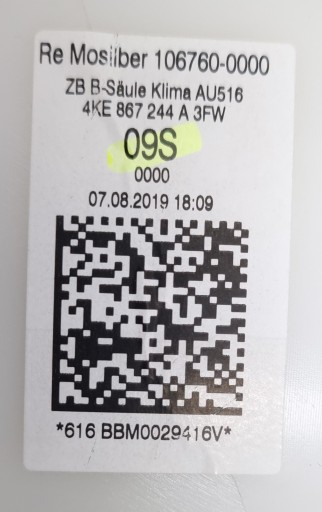 Re Mosilber 106760-0000
ZB B-Säule Klima AU516
4KE 867 244 A 3FW
09S
0000
07.08.2019 18:09
*616 BBM0029416V*